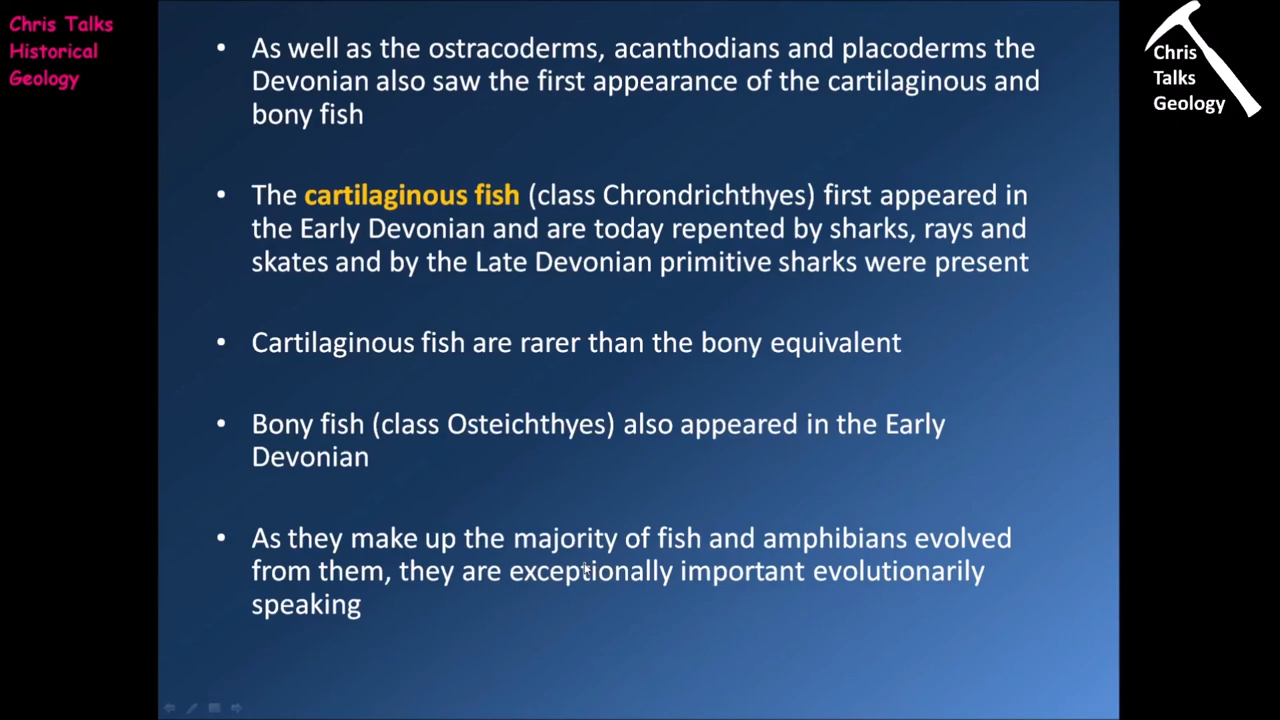 Chris Talks
Historical
Geology
Chris
Talks
Geology
• As well as the ostracoderms, acanthodians and placoderms the
Devonian also saw the first appearance of the cartilaginous and
bony fish
• The cartilaginous fish (class Chrondrichthyes) first appeared in
the Early Devonian and are today repented by sharks, rays and
skates and by the Late Devonian primitive sharks were present
• Cartilaginous fish are rarer than the bony equivalent
• Bony fish (class Osteichthyes) also appeared in the Early
Devonian
• As they make up the majority of fish and amphibians evolved
from them, they are exceptionally important evolutionarily
speaking